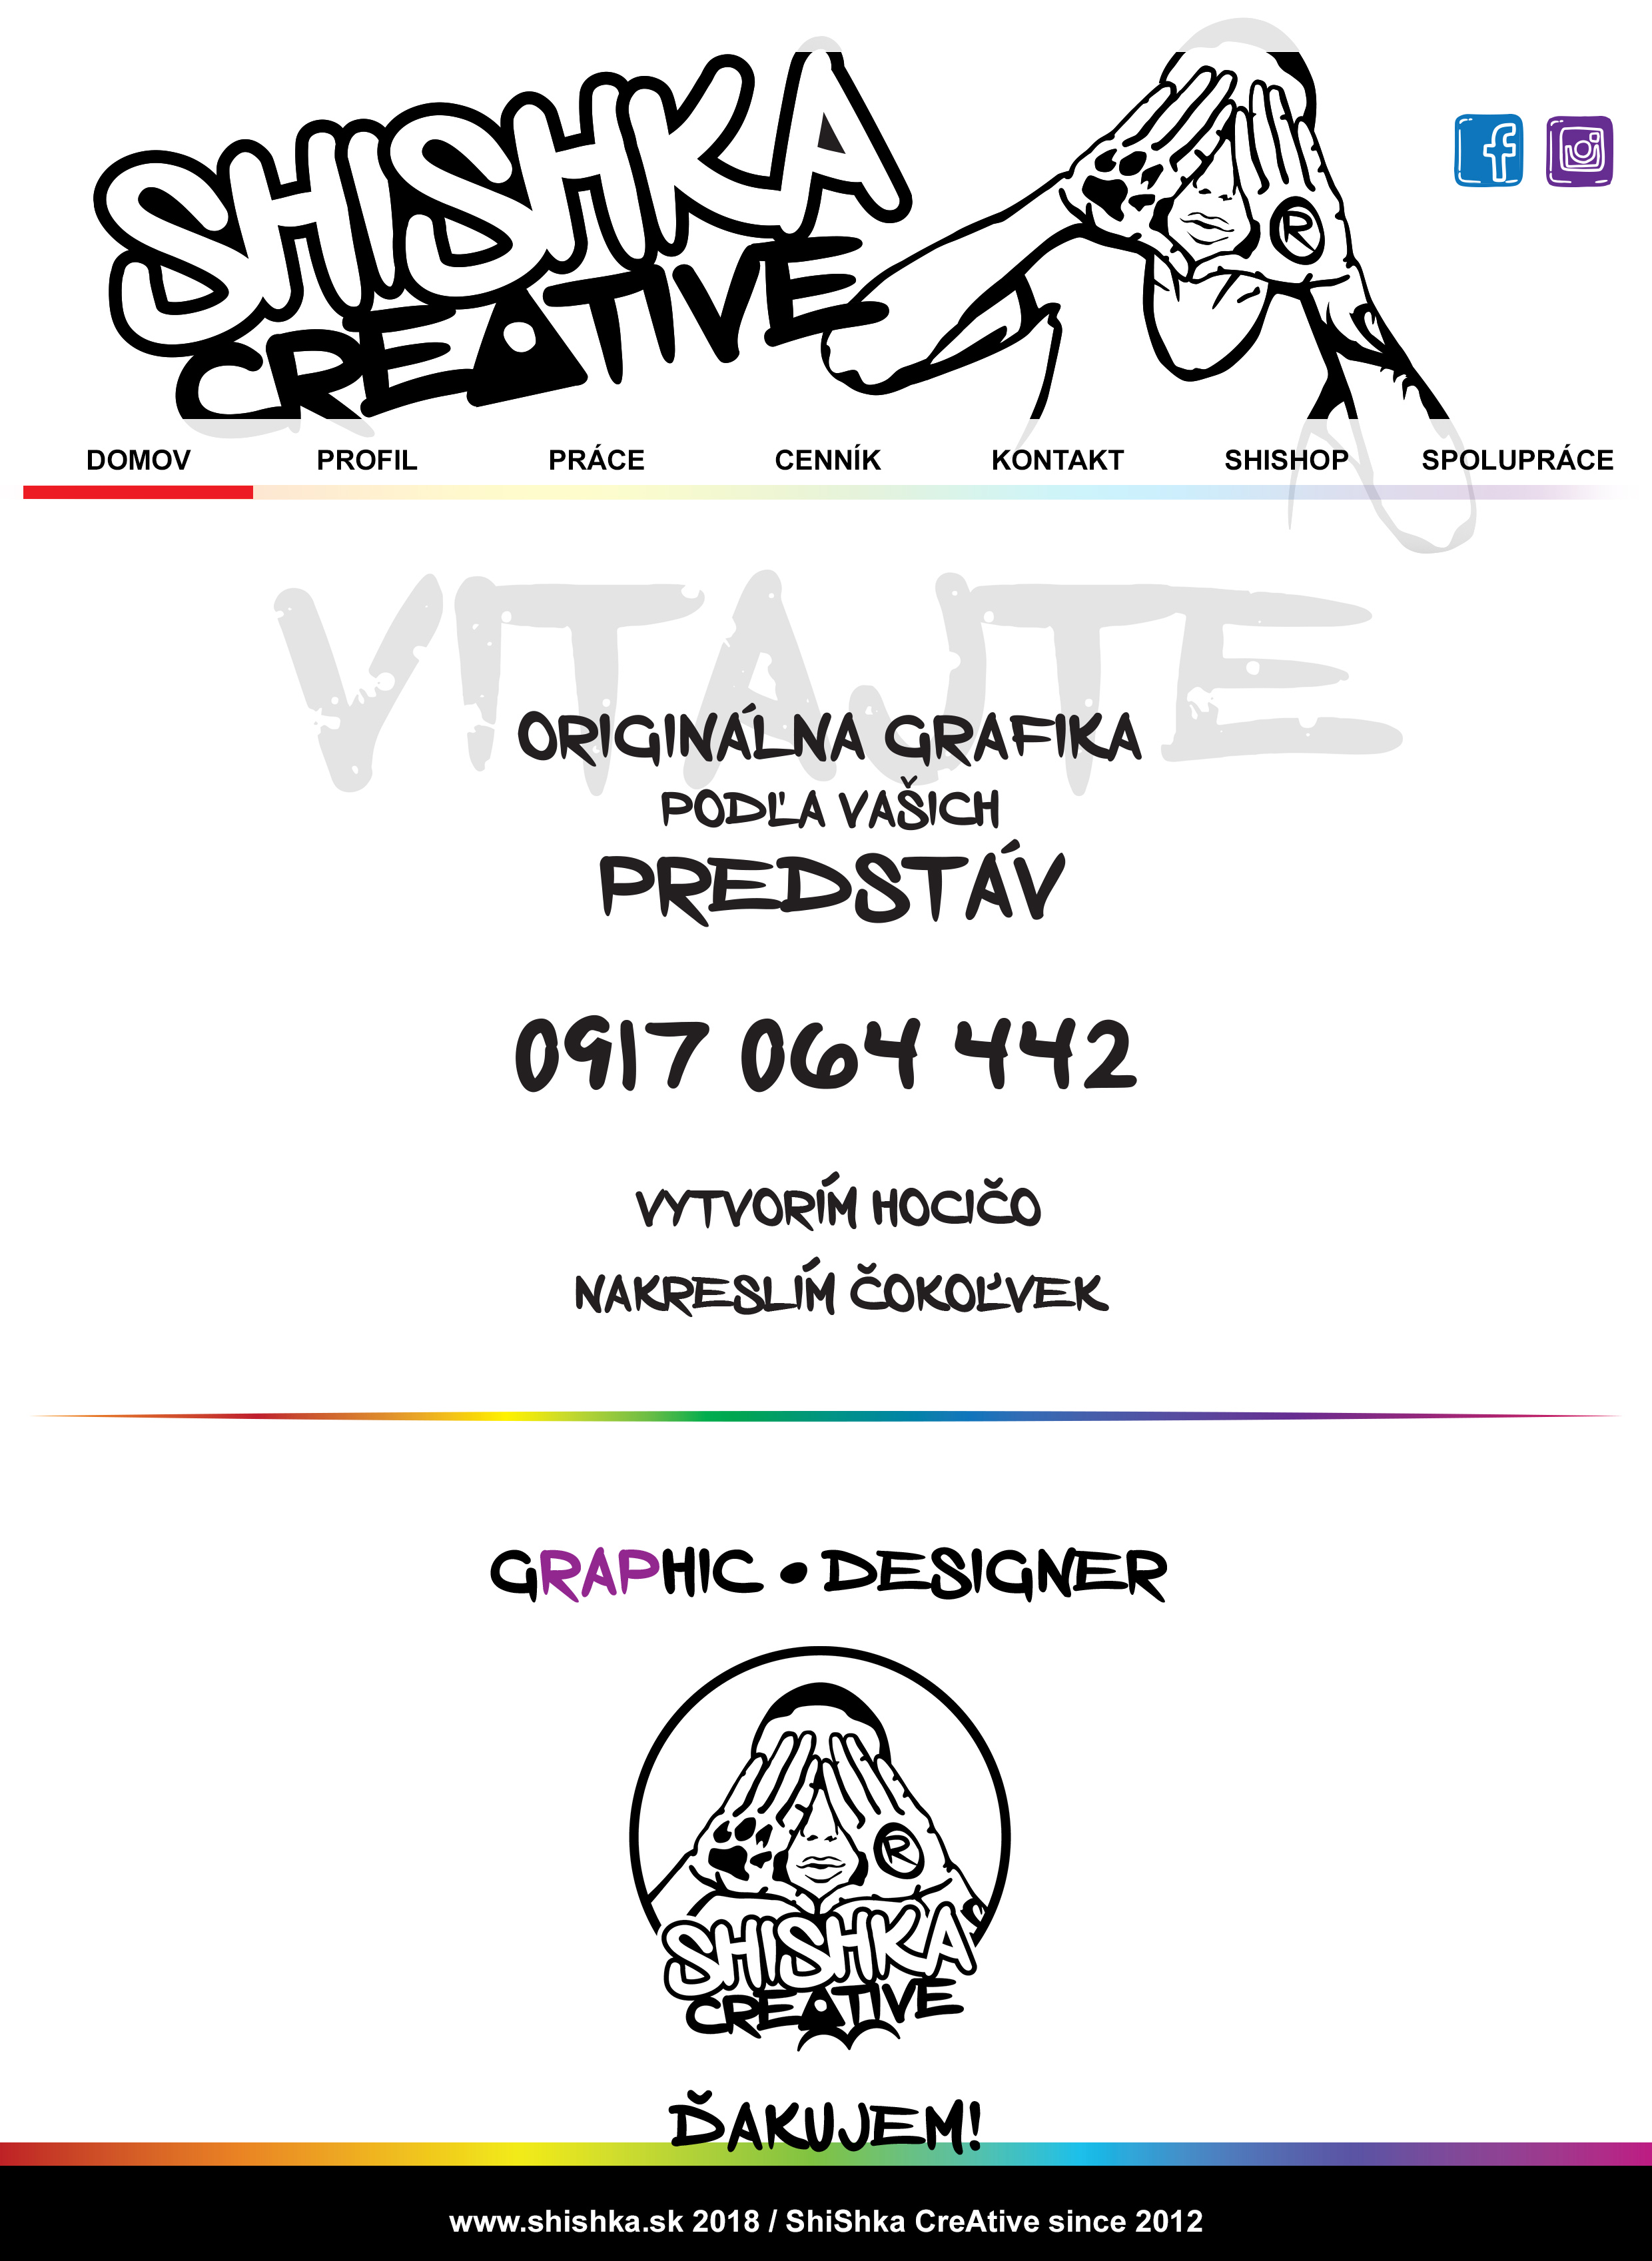 SHISHKA
CREATIVE
R
DOMOV PROFIL PRÁCE CENNÍK KONTAKT SHISHOP SPOLUPRÁCE
VITAJTE
ORIGINÁLNA GRAFIKA
PODĽA VAŠICH
PREDSTÁV
0917 064 442
VYTVORÍM HOCIČO
NAKRESLÍM ČOKOĽVEK
GRAPHIC • DESIGNER
R
SHISHKA
CREATIVE
ĎAKUJEM!
www.shishka.sk 2018 / ShiShka CreAtive since 2012